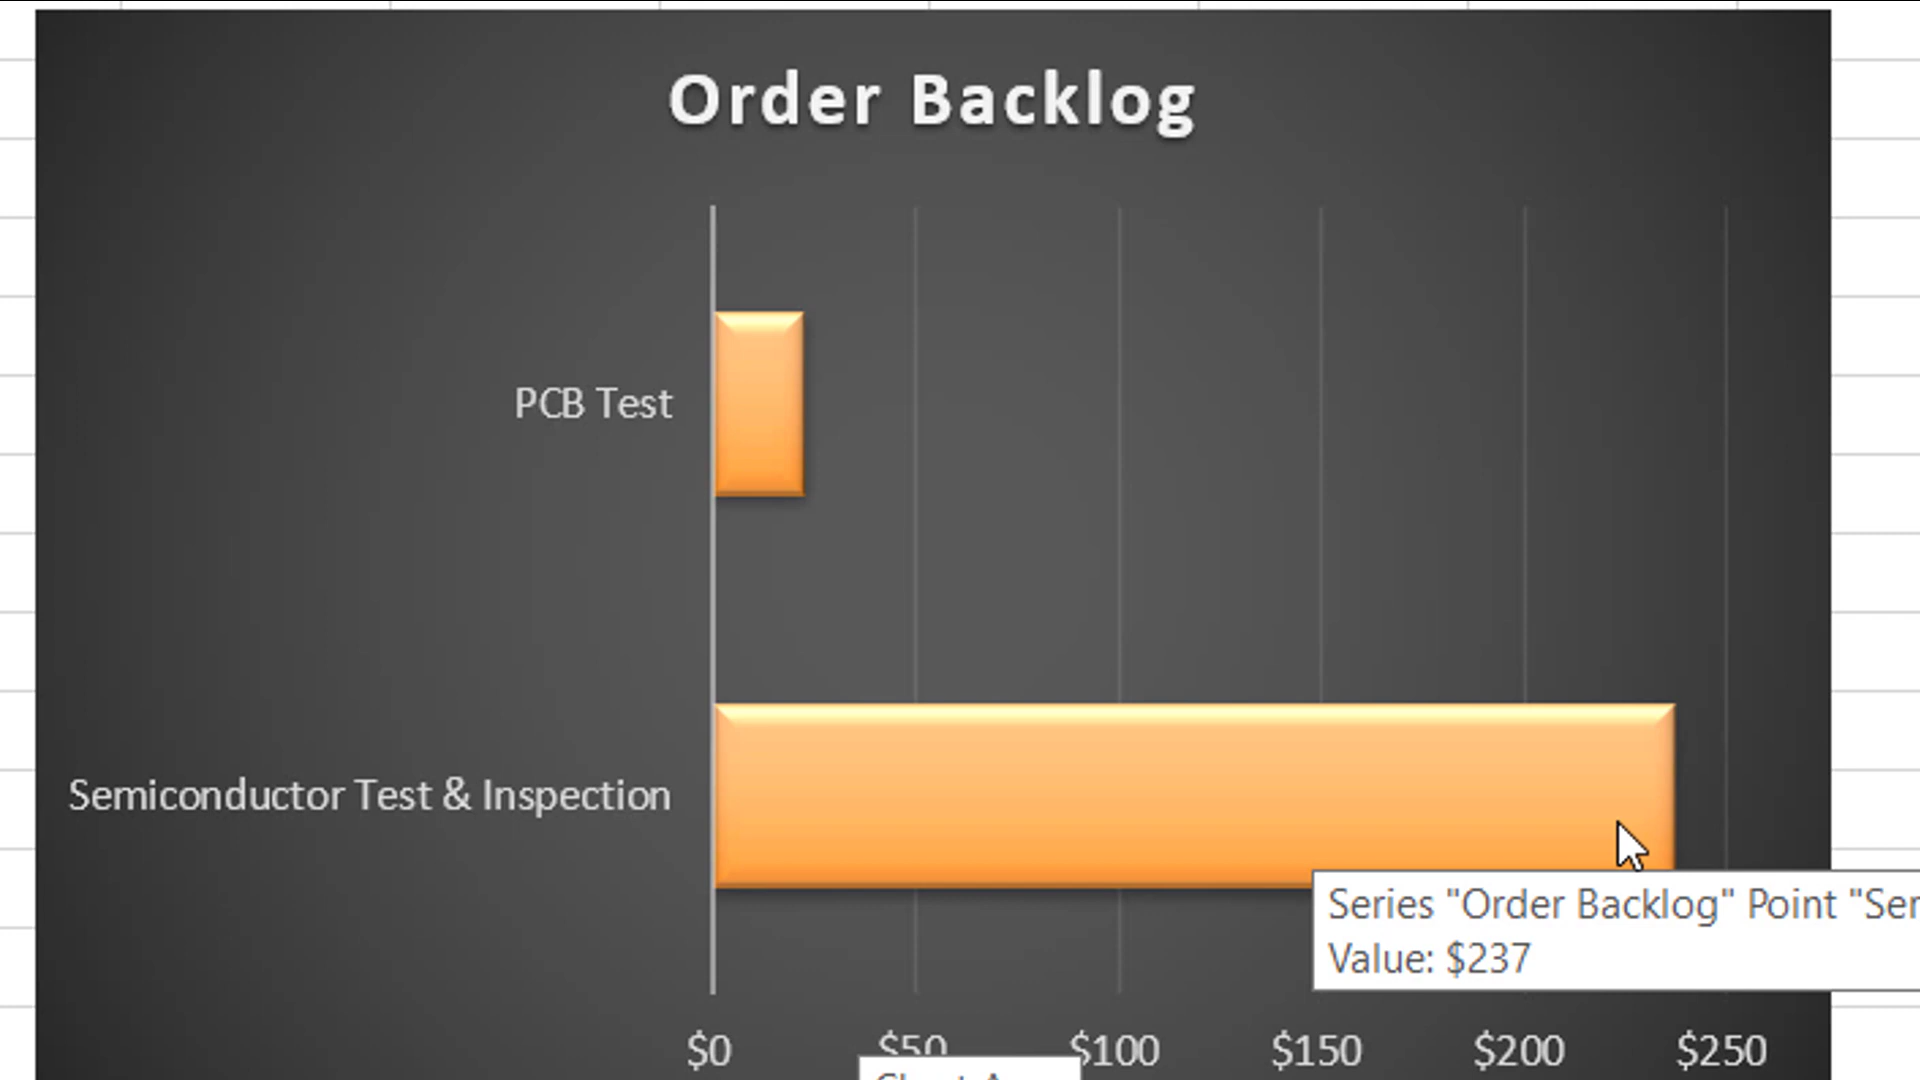 Order Backlog
PCB Test
Semiconductor Test & Inspection
Series "Order Backlog" Point "Ser
Value: $237
$0 $50 $100 $150 $200 $250